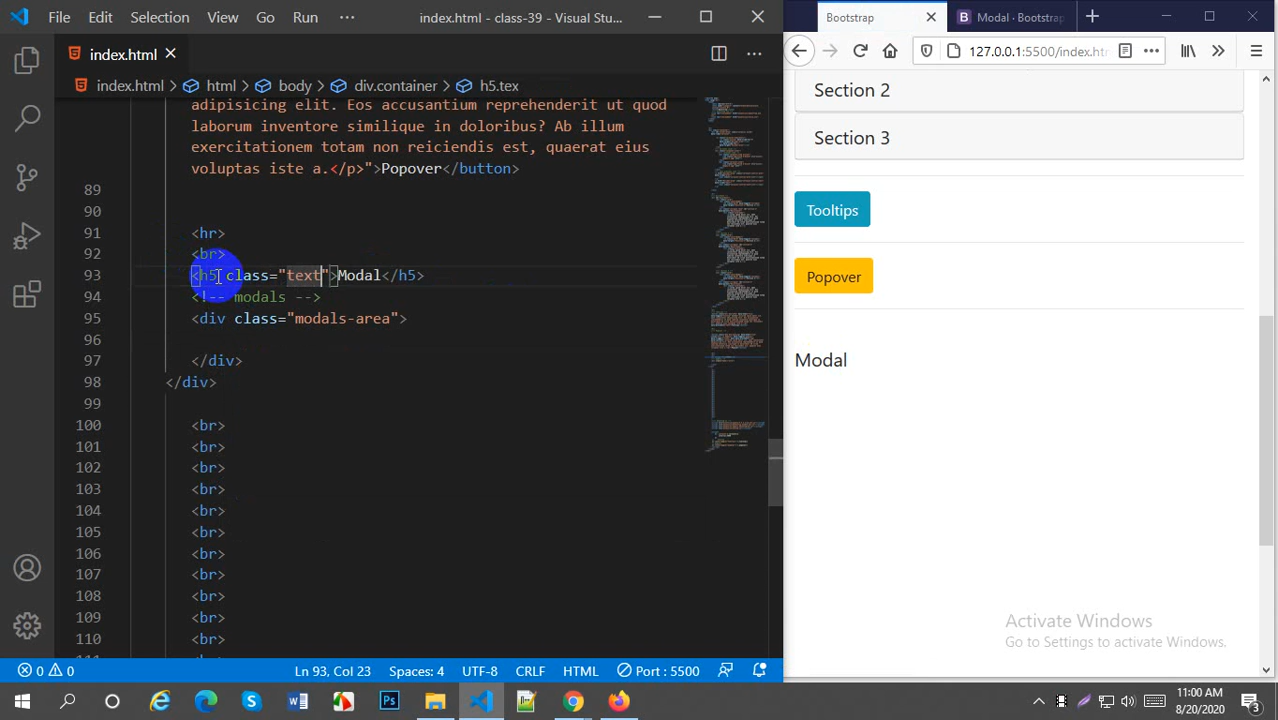 File Edit Selection View Go Run ··· index.html - class-39 - Visual Stu...
index.html
index.html > html > body > div.container > h5.tex
adipisicing elit. Eos accusantium reprehenderit ut quod
laborum inventore similique in doloribus? Ab illum
exercitationem totam non reiciendis est, quaerat eius
voluptas iste a.</p>">Popover</button>
89
90
91 <hr>
92 <br>
93 <h5 class="text">Modal</h5>
94 <!-- modals -->
95 <div class="modals-area">
96
97 </div>
98 </div>
99
100 <br>
101 <br>
102 <br>
103 <br>
104 <br>
105 <br>
106 <br>
107 <br>
108 <br>
109 <br>
110 <br>
0 0 Ln 93, Col 23 Spaces: 4 UTF-8 CRLF HTML Port : 5500
Bootstrap
Modal · Bootstrap
127.0.0.1:5500/index.htm
Section 2
Section 3
Tooltips
Popover
Modal
Activate Windows
Go to Settings to activate Windows.
11:00 AM
8/20/2020
3